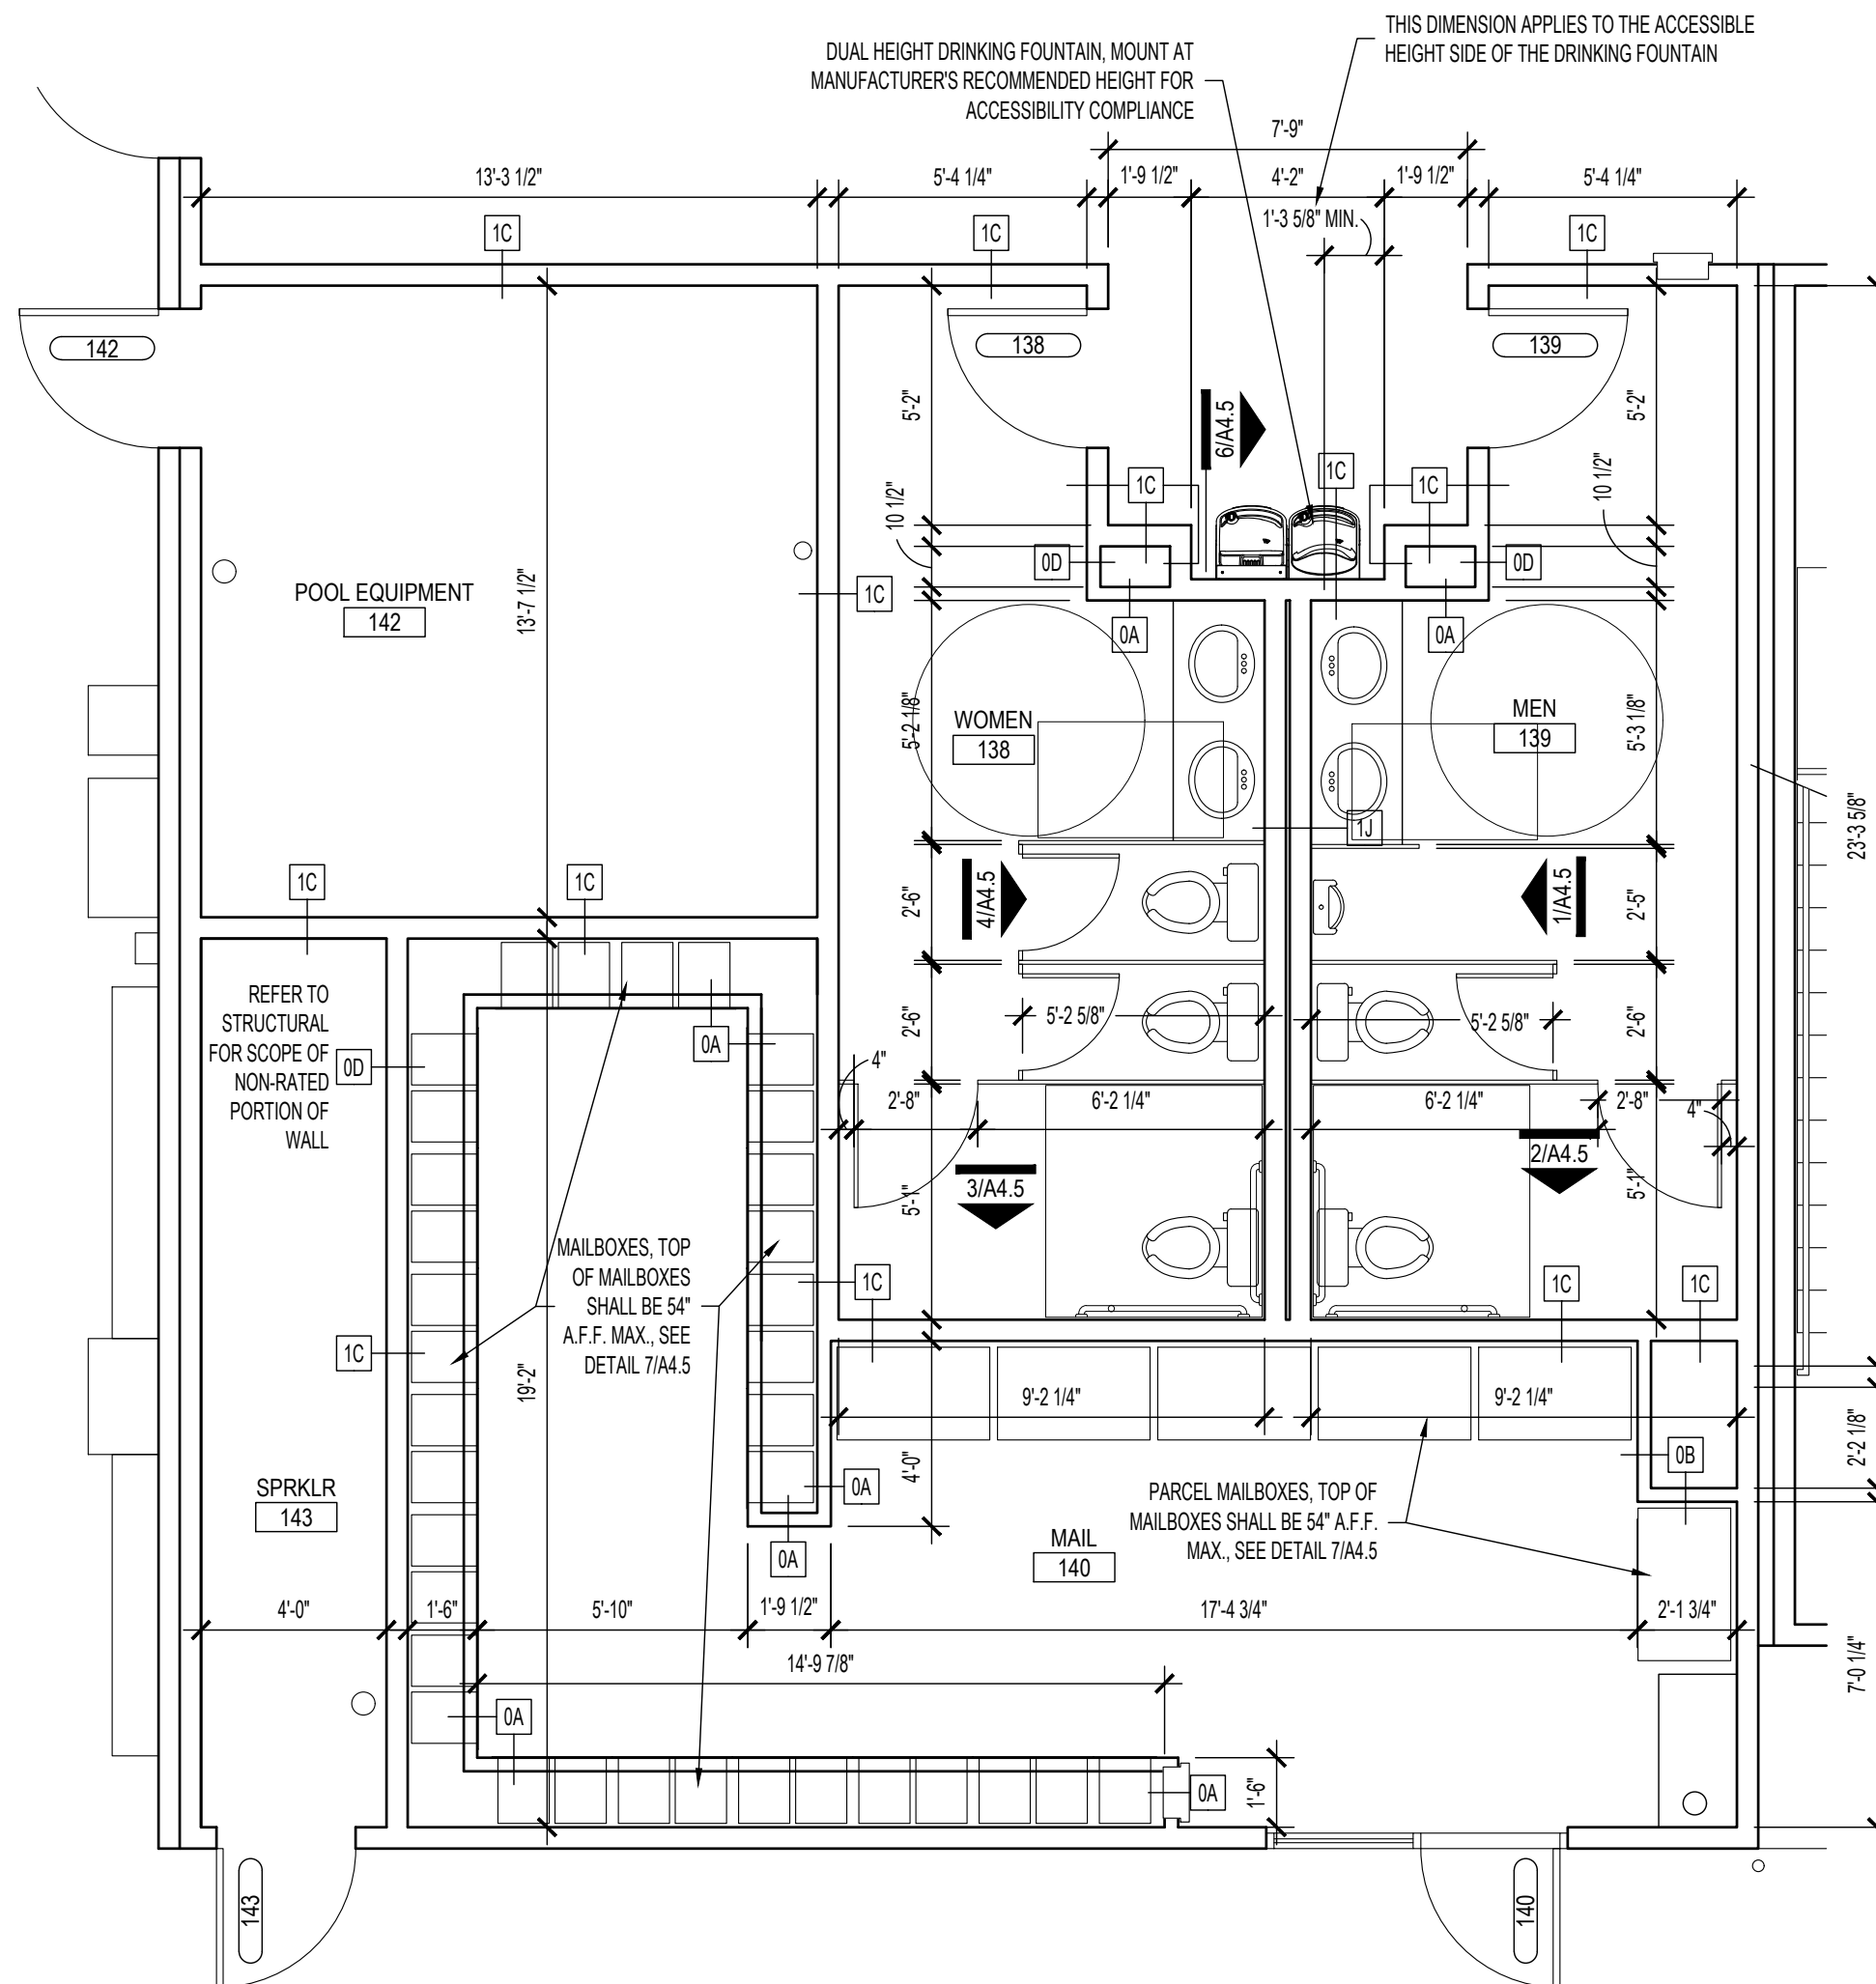 THIS DIMENSION APPLIES TO THE ACCESSIBLE
HEIGHT SIDE OF THE DRINKING FOUNTAIN
DUAL HEIGHT DRINKING FOUNTAIN, MOUNT AT
MANUFACTURER'S RECOMMENDED HEIGHT FOR
ACCESSIBILITY COMPLIANCE
7'-9"
13'-3 1/2"
5'-4 1/4"
1'-9 1/2"
4'-2"
1'-9 1/2"
5'-4 1/4"
1'-3 5/8" MIN.
1C
1C
1C
142
138
139
5'-2"
6/A4.5
5'-2"
1C
1C
1C
10 1/2"
10 1/2"
0D
0D
POOL EQUIPMENT
142
13'-7 1/2"
1C
0A
0A
WOMEN
138
5'-2 1/8"
MEN
139
5'-3 1/8"
1J
23'-3 5/8"
1C
1C
2'-6"
4/A4.5
1/A4.5
2'-5"
REFER TO
STRUCTURAL
FOR SCOPE OF
NON-RATED
PORTION OF
WALL
0D
0A
2'-6"
5'-2 5/8"
5'-2 5/8"
2'-6"
4"
2'-8"
6'-2 1/4"
6'-2 1/4"
2'-8"
4"
3/A4.5
2/A4.5
5'-1"
5'-1"
MAILBOXES, TOP
OF MAILBOXES
SHALL BE 54"
A.F.F. MAX., SEE
DETAIL 7/A4.5
1C
1C
1C
1C
19'-2"
9'-2 1/4"
9'-2 1/4"
4'-0"
0B
2'-2 1/8"
SPRKLR
143
0A
0A
PARCEL MAILBOXES, TOP OF
MAILBOXES SHALL BE 54" A.F.F.
MAX., SEE DETAIL 7/A4.5
MAIL
140
4'-0"
1'-6"
5'-10"
1'-9 1/2"
17'-4 3/4"
2'-1 3/4"
14'-9 7/8"
7'-0 1/4"
0A
0A
1'-6"
143
140